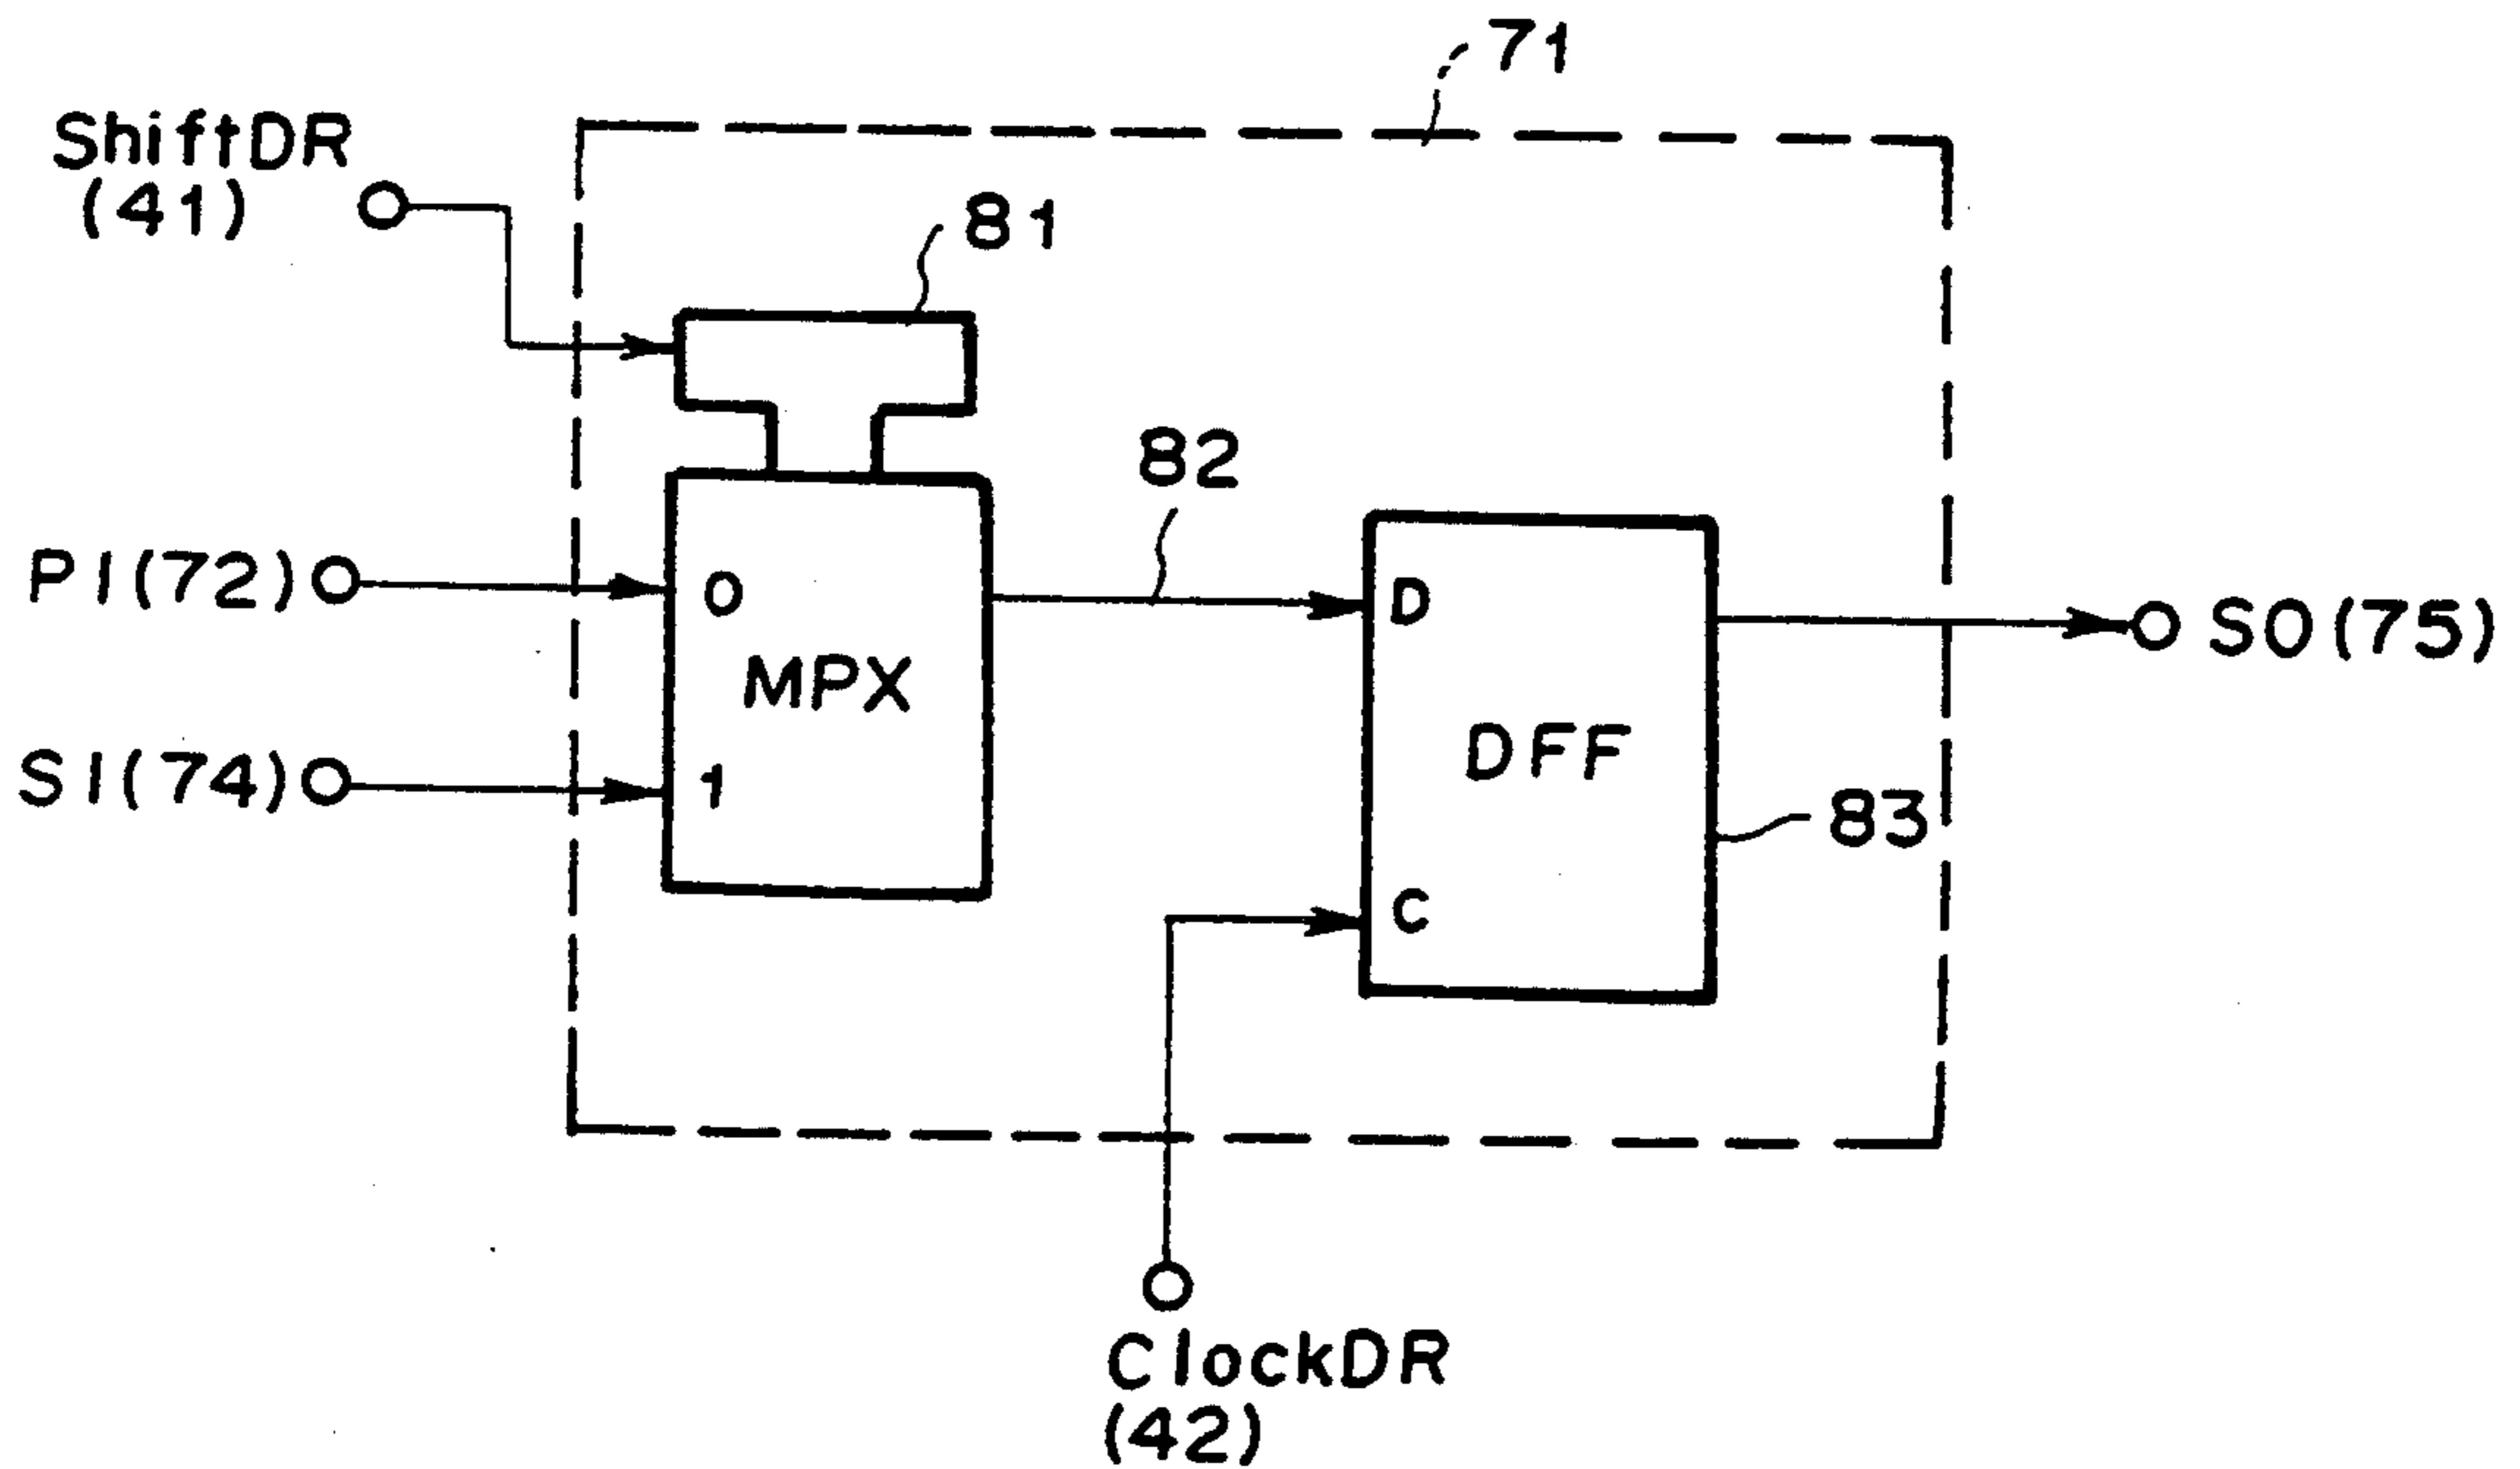 71
ShiftDR
(41)
81
82
PI(72)
0
D
SO(75)
MPX
DFF
SI(74)
1
83
C
ClockDR
(42)